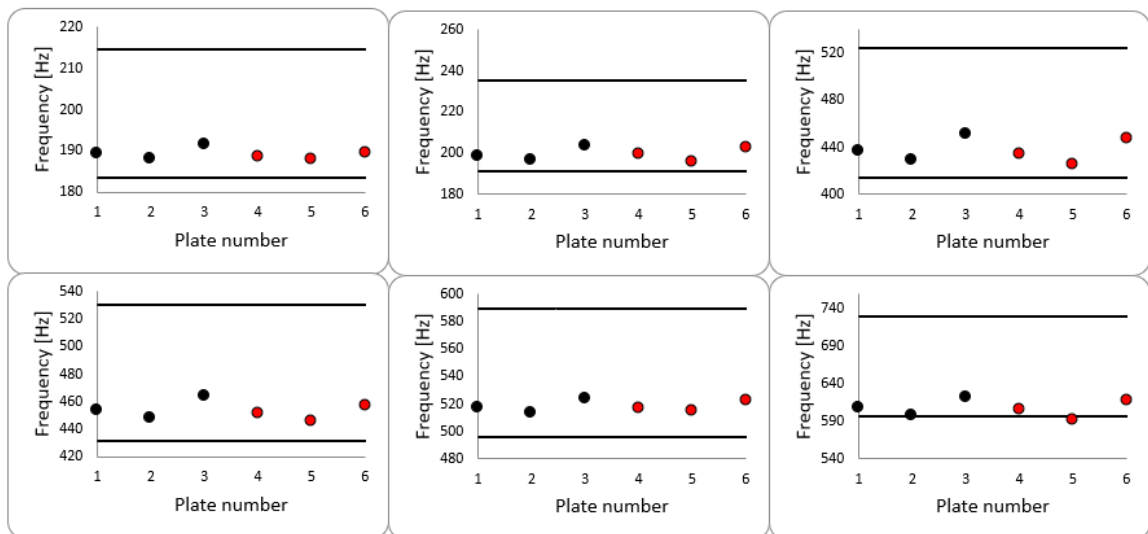 Frequency [Hz]
220
210
200
190
180
1 2 3 4 5 6
Plate number
Frequency [Hz]
260
240
220
200
180
1 2 3 4 5 6
Plate number
Frequency [Hz]
520
480
440
400
1 2 3 4 5 6
Plate number
Frequency [Hz]
540
520
500
480
460
440
420
1 2 3 4 5 6
Plate number
Frequency [Hz]
600
580
560
540
520
500
480
1 2 3 4 5 6
Plate number
Frequency [Hz]
740
690
640
590
540
1 2 3 4 5 6
Plate number